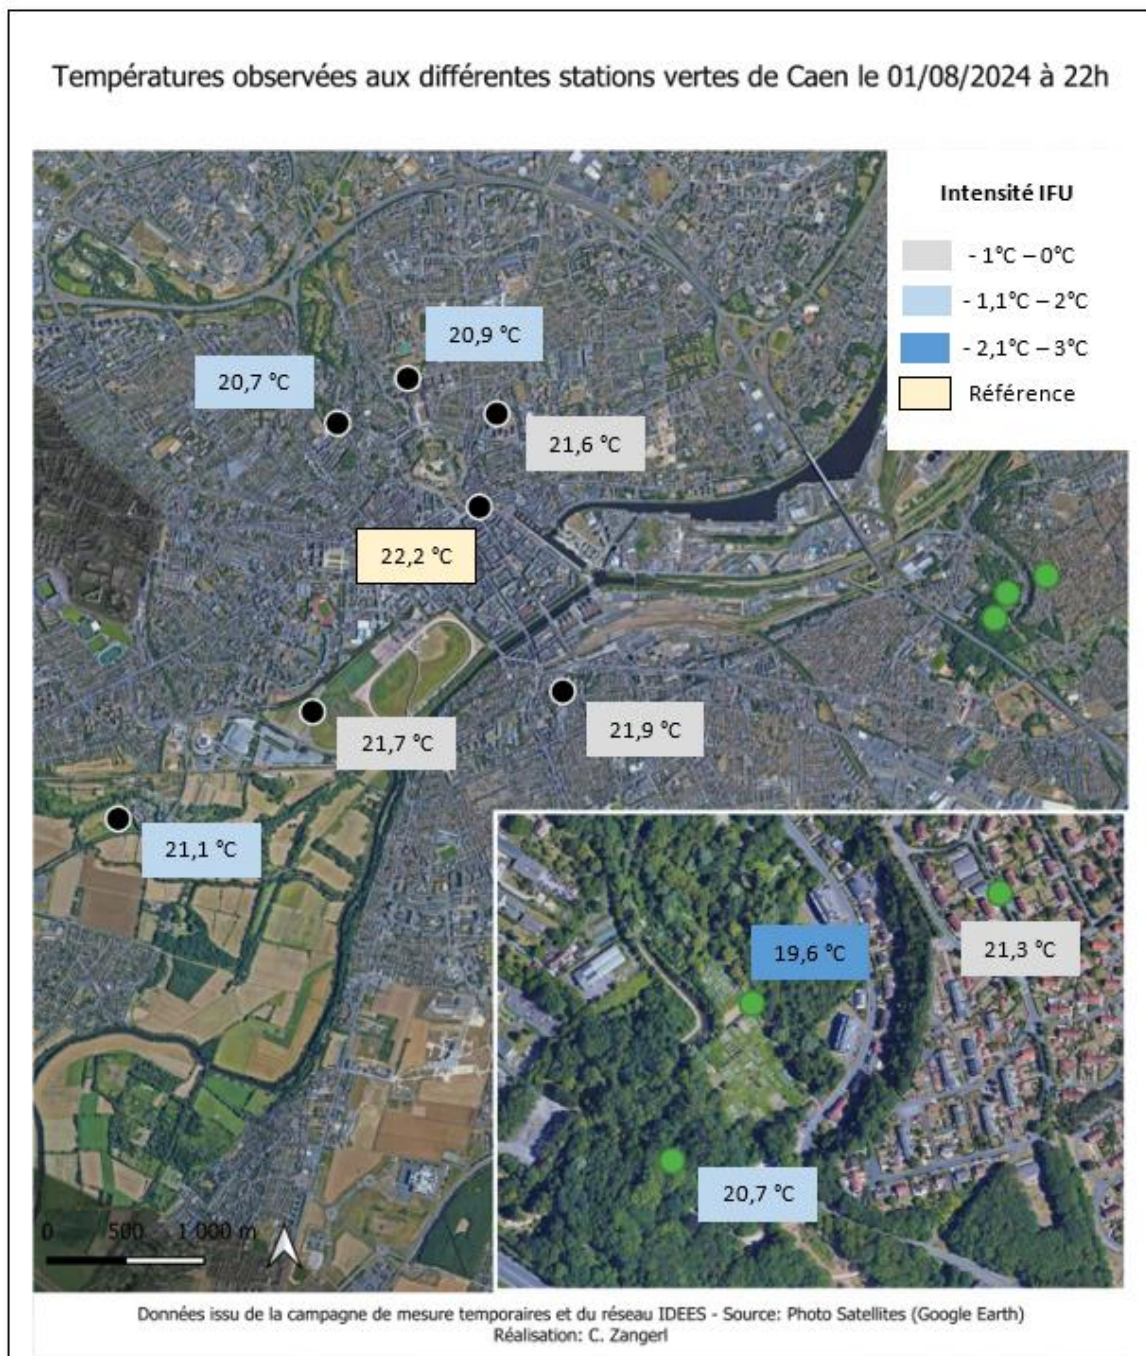 Températures observées aux différentes stations vertes de Caen le 01/08/2024 à 22h
Intensité IFU
- 1°C – 0°C
- 1,1°C – 2°C
- 2,1°C – 3°C
Référence
20,9 °C
20,7 °C
21,6 °C
22,2 °C
21,7 °C
21,9 °C
21,1 °C
19,6 °C
21,3 °C
20,7 °C
0 500 1 000 m
Données issu de la campagne de mesure temporaires et du réseau IDEES - Source: Photo Satellites (Google Earth)
Réalisation: C. Zangerl